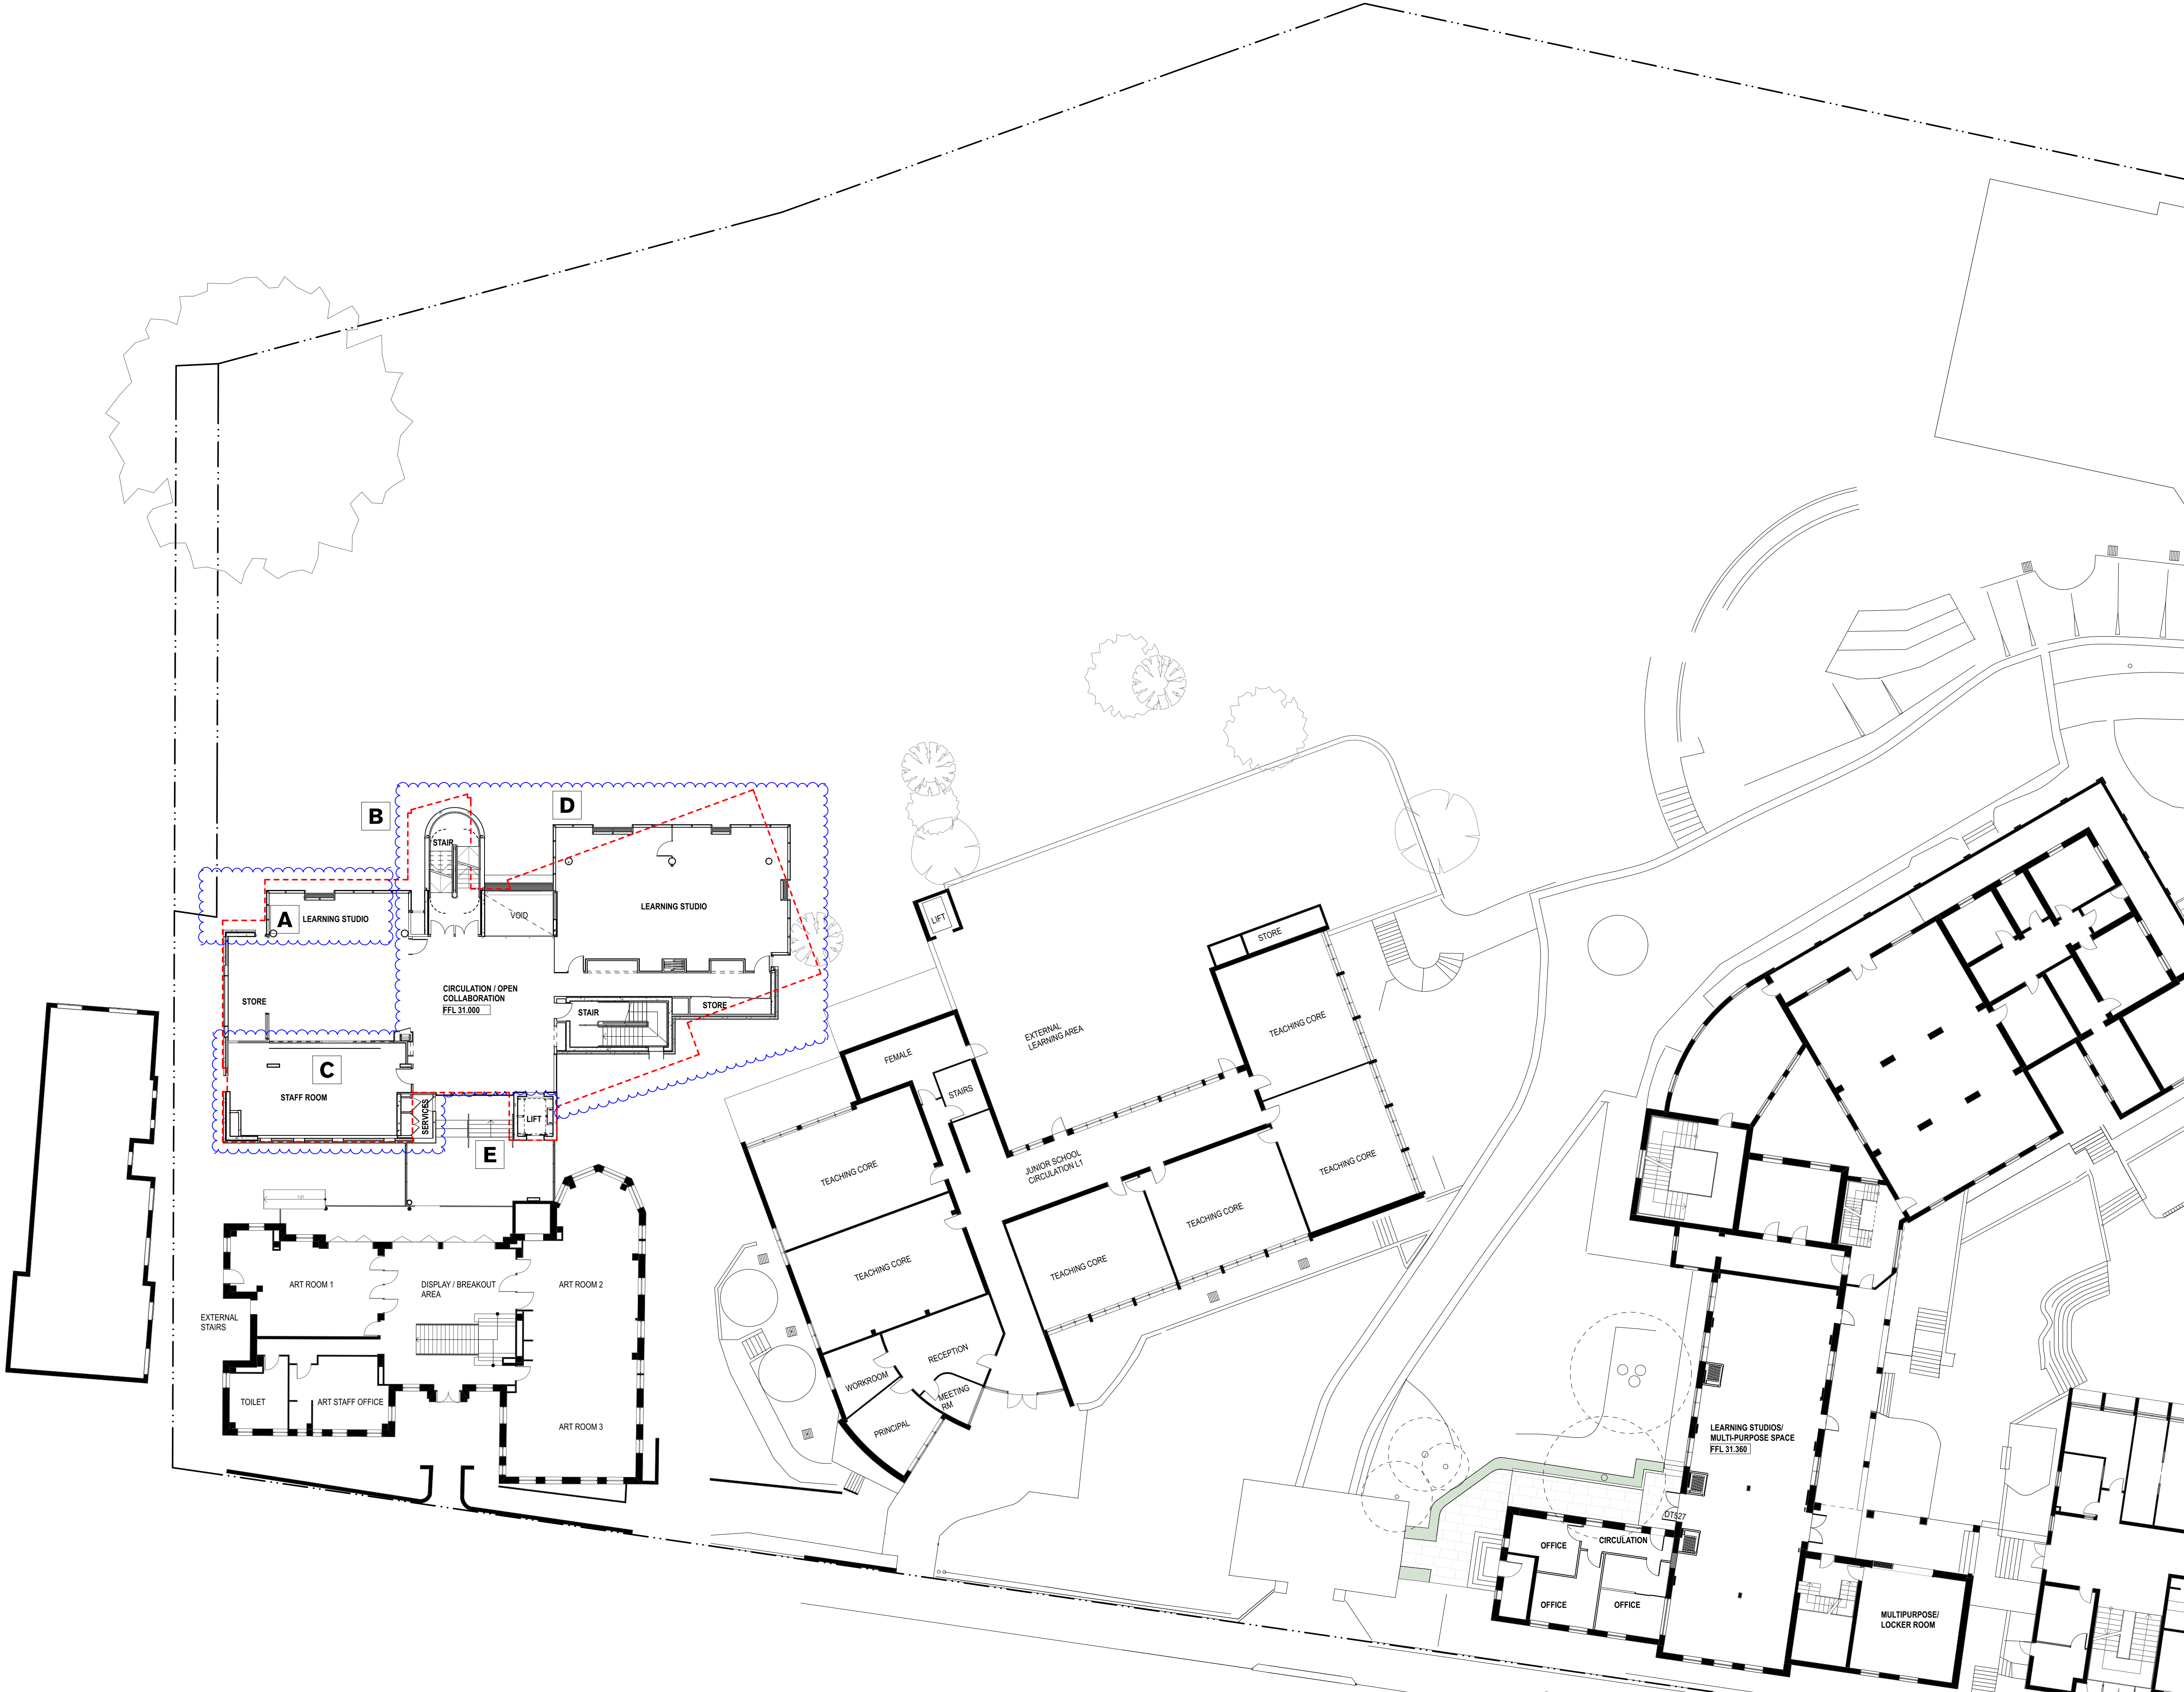 B
D
STAIR
A
LEARNING STUDIO
VOID
LEARNING STUDIO
LIFT
STORE
STORE
CIRCULATION / OPEN
COLLABORATION
FFL 31.000
STORE
STAIR
TEACHING CORE
EXTERNAL
LEARNING AREA
FEMALE
C
STAFF ROOM
SERVICES
LIFT
STAIRS
E
JUNIOR SCHOOL
CIRCULATION L1
TEACHING CORE
TEACHING CORE
TEACHING CORE
TEACHING CORE
TEACHING CORE
ART ROOM 1
DISPLAY / BREAKOUT
AREA
ART ROOM 2
EXTERNAL
STAIRS
RECEPTION
WORKROOM
MEETING
RM
PRINCIPAL
TOILET
ART STAFF OFFICE
ART ROOM 3
LEARNING STUDIOS/
MULTI-PURPOSE SPACE
FFL 31.360
OT527
OFFICE
CIRCULATION
OFFICE
OFFICE
MULTIPURPOSE/
LOCKER ROOM